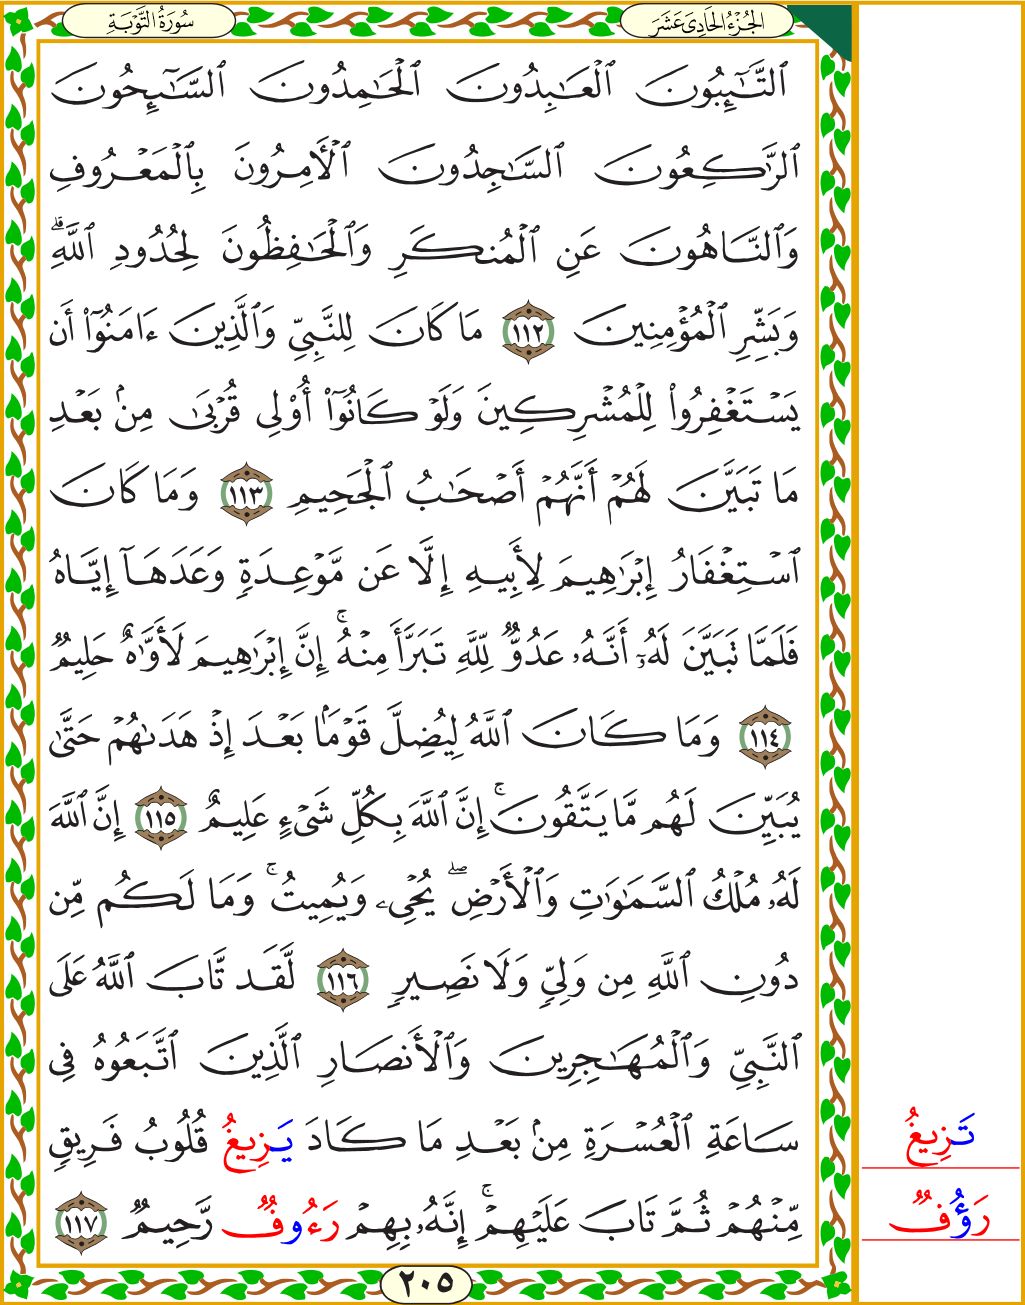 سُورَةُ التَّوْبَةِ
الجُزْءُ الحَادِيَ عَشَرَ
ٱلتَّـٰٓئِبُونَ ٱلْعَـٰبِدُونَ ٱلْحَـٰمِدُونَ ٱلسَّـٰٓئِحُونَ
ٱلرَّٰكِعُونَ ٱلسَّـٰجِدُونَ ٱلْأٓمِرُونَ بِٱلْمَعْرُوفِ
وَٱلنَّاهُونَ عَنِ ٱلْمُنكَرِ وَٱلْحَـٰفِظُونَ لِحُدُودِ ٱللَّهِۗ
وَبَشِّرِ ٱلْمُؤْمِنِينَ ١١٢ مَا كَانَ لِلنَّبِيِّ وَٱلَّذِينَ ءَامَنُوٓا۟ أَن
يَسْتَغْفِرُوا۟ لِلْمُشْرِكِينَ وَلَوْ كَانُوٓا۟ أُو۟لِى قُرْبَىٰ مِنۢ بَعْدِ
مَا تَبَيَّنَ لَهُمْ أَنَّهُمْ أَصْحَـٰبُ ٱلْجَحِيمِ ١١٣ وَمَا كَانَ
ٱسْتِغْفَارُ إِبْرَٰهِيمَ لِأَبِيهِ إِلَّا عَن مَّوْعِدَةٍ وَعَدَهَآ إِيَّاهُ
فَلَمَّا تَبَيَّنَ لَهُۥٓ أَنَّهُۥ عَدُوٌّ لِّلَّهِ تَبَرَّأَ مِنْهُۚ إِنَّ إِبْرَٰهِيمَ لَأَوَّٰهٌ حَلِيمٌ
١١٤ وَمَا كَانَ ٱللَّهُ لِيُضِلَّ قَوْمًۢا بَعْدَ إِذْ هَدَىٰهُمْ حَتَّىٰ
يُبَيِّنَ لَهُم مَّا يَتَّقُونَۚ إِنَّ ٱللَّهَ بِكُلِّ شَىْءٍ عَلِيمٌ ١١٥ إِنَّ ٱللَّهَ
لَهُۥ مُلْكُ ٱلسَّمَـٰوَٰتِ وَٱلْأَرْضِۖ يُحْىِۦ وَيُمِيتُۚ وَمَا لَكُم مِّن
دُونِ ٱللَّهِ مِن وَلِىٍّ وَلَا نَصِيرٍ ١١٦ لَّقَد تَّابَ ٱللَّهُ عَلَى
ٱلنَّبِيِّ وَٱلْمُهَـٰجِرِينَ وَٱلْأَنصَارِ ٱلَّذِينَ ٱتَّبَعُوهُ فِى
سَاعَةِ ٱلْعُسْرَةِ مِنۢ بَعْدِ مَا كَادَ يَزِيغُ قُلُوبُ فَرِيقٍ
مِّنْهُمْ ثُمَّ تَابَ عَلَيْهِمْۚ إِنَّهُۥ بِهِمْ رَءُوفٌ رَّحِيمٌ ١١٧
تَزِيغُ
رَؤُفٌ
٢٠٥